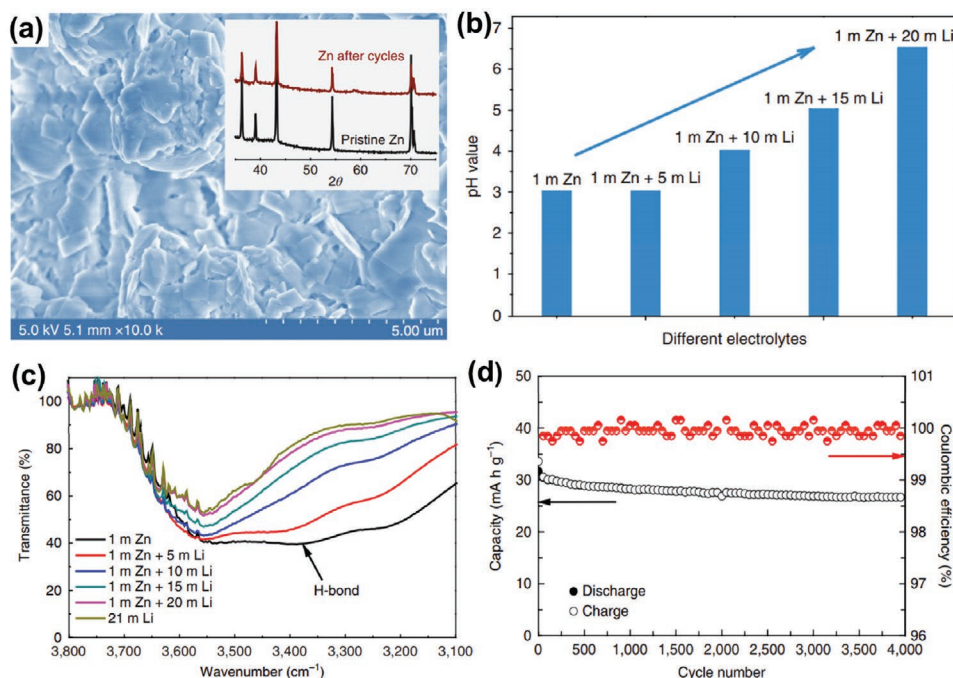 (a)
Zn after cycles
Pristine Zn
40 50 60 70
2θ
5.0 kV 5.1 mm ×10.0 k 5.00 um
(b)
pH value
7
6
5
4
3
2
1
0
1 m Zn
1 m Zn + 5 m Li
1 m Zn + 10 m Li
1 m Zn + 15 m Li
1 m Zn + 20 m Li
Different electrolytes
(c)
Transmittance (%)
100
80
60
40
20
0
1 m Zn
1 m Zn + 5 m Li
1 m Zn + 10 m Li
1 m Zn + 15 m Li
1 m Zn + 20 m Li
21 m Li
H-bond
3,800 3,700 3,600 3,500 3,400 3,300 3,200 3,100
Wavenumber (cm⁻¹)
(d)
Capacity (mA h g⁻¹)
50
40
30
20
10
0
Discharge
Charge
0 500 1,000 1,500 2,000 2,500 3,000 3,500 4,000
Cycle number
101
100
99
98
97
96
Coulombic efficiency (%)